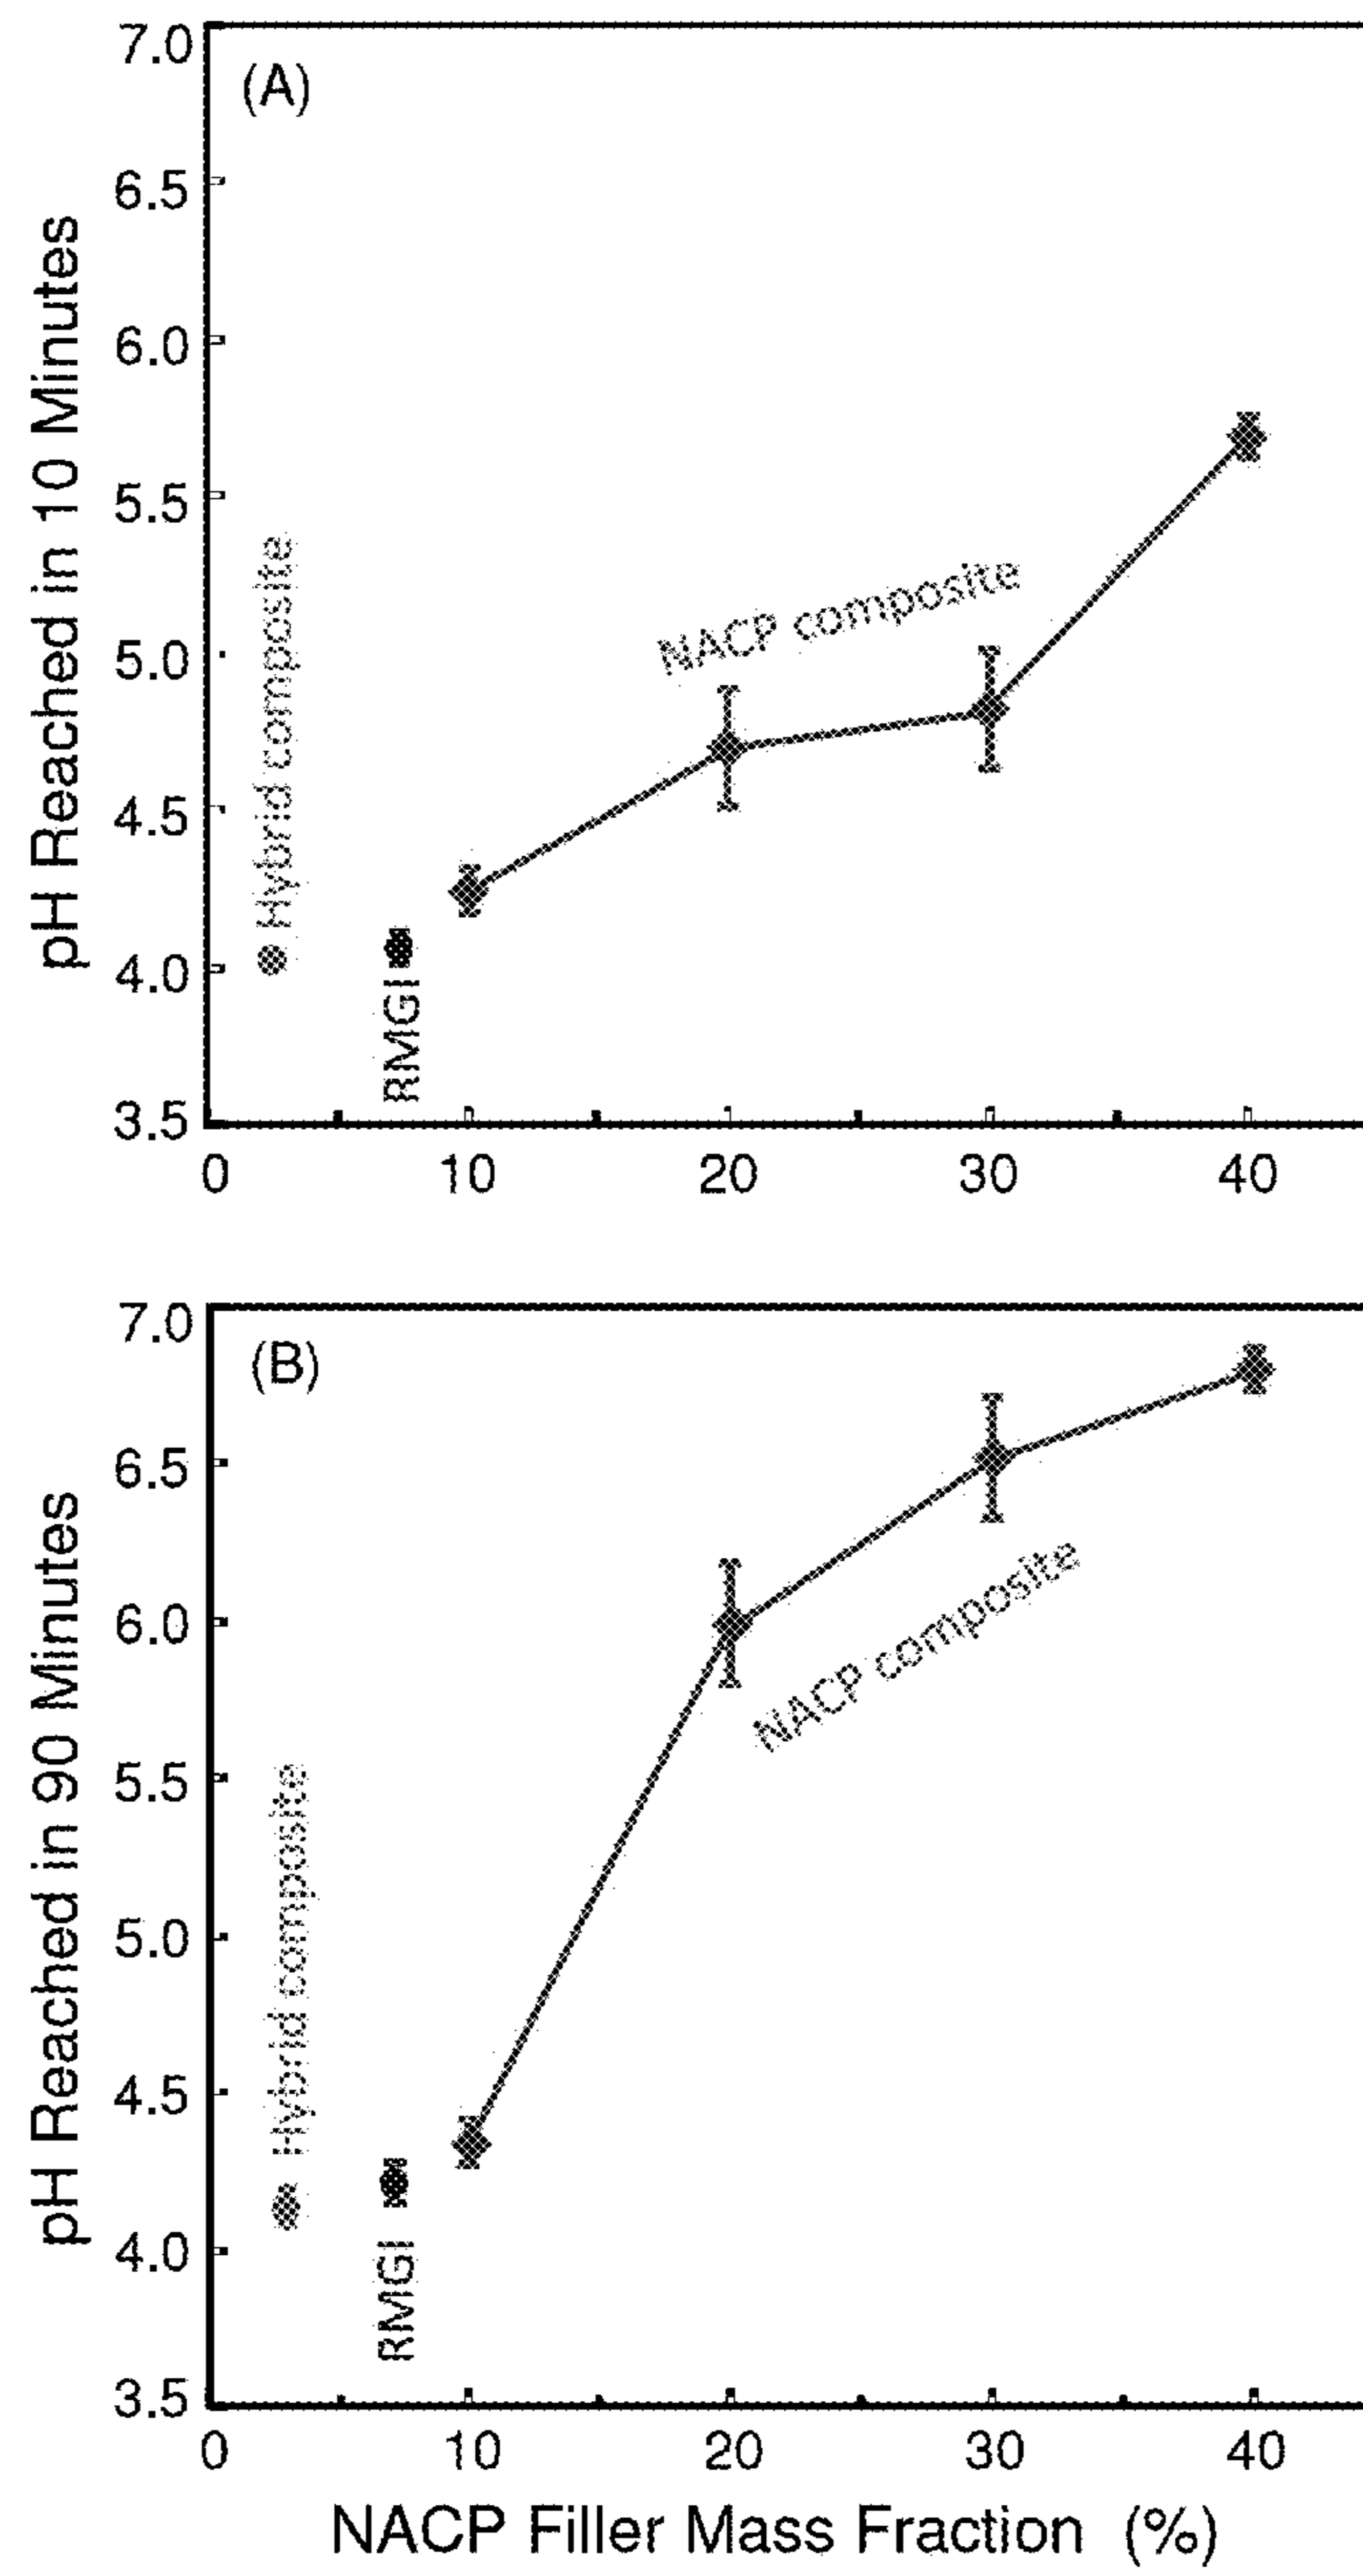 (A)
pH Reached in 10 Minutes
7.0
6.5
6.0
5.5
5.0
4.5
4.0
3.5
Hybrid composite
RMGI
NACP composite
0 10 20 30 40
(B)
pH Reached in 90 Minutes
7.0
6.5
6.0
5.5
5.0
4.5
4.0
3.5
Hybrid composite
RMGI
NACP composite
0 10 20 30 40
NACP Filler Mass Fraction (%)